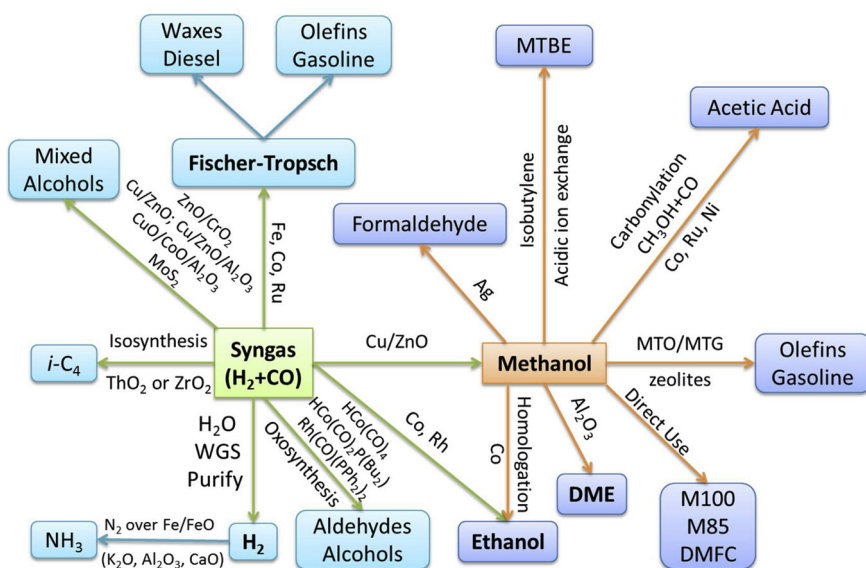 Waxes
Diesel
Olefins
Gasoline
MTBE
Acetic Acid
Mixed
Alcohols
Fischer-Tropsch
Formaldehyde
ZnO/CrO₂
Cu/ZnO; Cu/ZnO/Al₂O₃
CuO/CoO/Al₂O₃
MoS₂
Fe, Co, Ru
Ag
Isobutylene
Acidic ion exchange
Carbonylation
CH₃OH+CO
Co, Ru, Ni
i-C₄
Isosynthesis
ThO₂ or ZrO₂
Syngas
(H₂+CO)
Cu/ZnO
Methanol
MTO/MTG
zeolites
Olefins
Gasoline
H₂O
WGS
Purify
HCo(CO)₄
HCo(CO)₂P(Bu₂)
Rh(CO)(PPh₂)₂
Oxosynthesis
Co, Rh
Homologation
Co
Al₂O₃
Direct Use
NH₃
N₂ over Fe/FeO
(K₂O, Al₂O₃, CaO)
H₂
Aldehydes
Alcohols
Ethanol
DME
M100
M85
DMFC